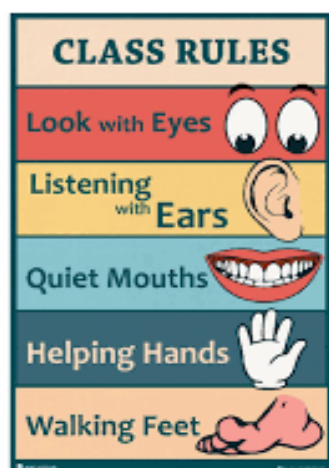 CLASS RULES
Look with Eyes
Listening
with Ears
Quiet Mouths
Helping Hands
Walking Feet